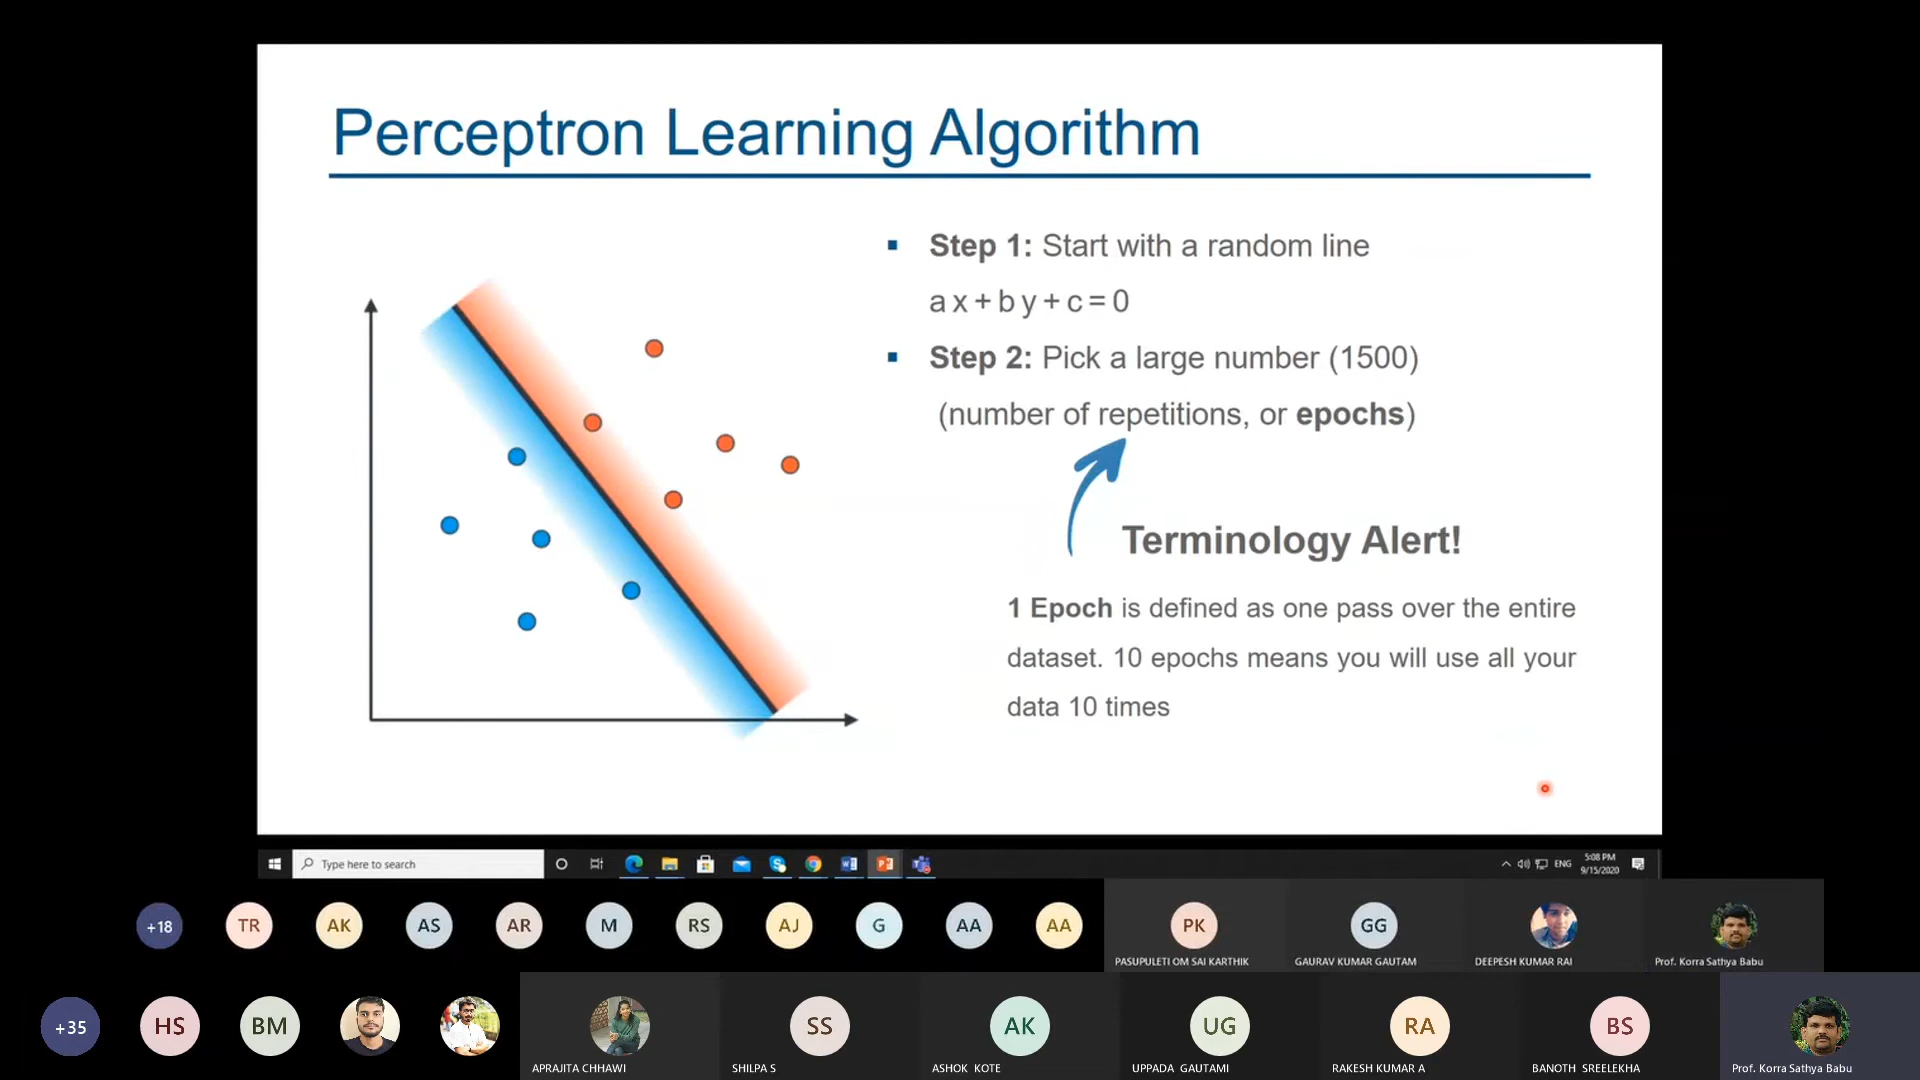 Perceptron Learning Algorithm
Step 1: Start with a random line
a x + b y + c = 0
Step 2: Pick a large number (1500)
(number of repetitions, or epochs)
Terminology Alert!
1 Epoch is defined as one pass over the entire
dataset. 10 epochs means you will use all your
data 10 times
Type here to search
ENG
5:08 PM
9/15/2020
+18
TR
AK
AS
AR
M
RS
AJ
G
AA
AA
PK
GG
PASUPULETI OM SAI KARTHIK
GAURAV KUMAR GAUTAM
DEEPESH KUMAR RAI
Prof. Korra Sathya Babu
+35
HS
BM
SS
AK
UG
RA
BS
APRAJITA CHHAWI
SHILPA S
ASHOK KOTE
UPPADA GAUTAMI
RAKESH KUMAR A
BANOTH SREELEKHA
Prof. Korra Sathya Babu